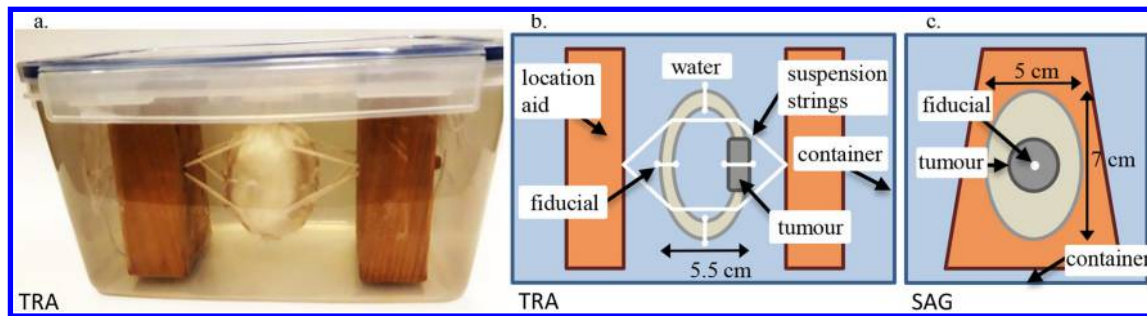 a.
TRA
b.
location
aid
water
suspension
strings
container
fiducial
tumour
5.5 cm
TRA
c.
5 cm
fiducial
tumour
7 cm
container
SAG